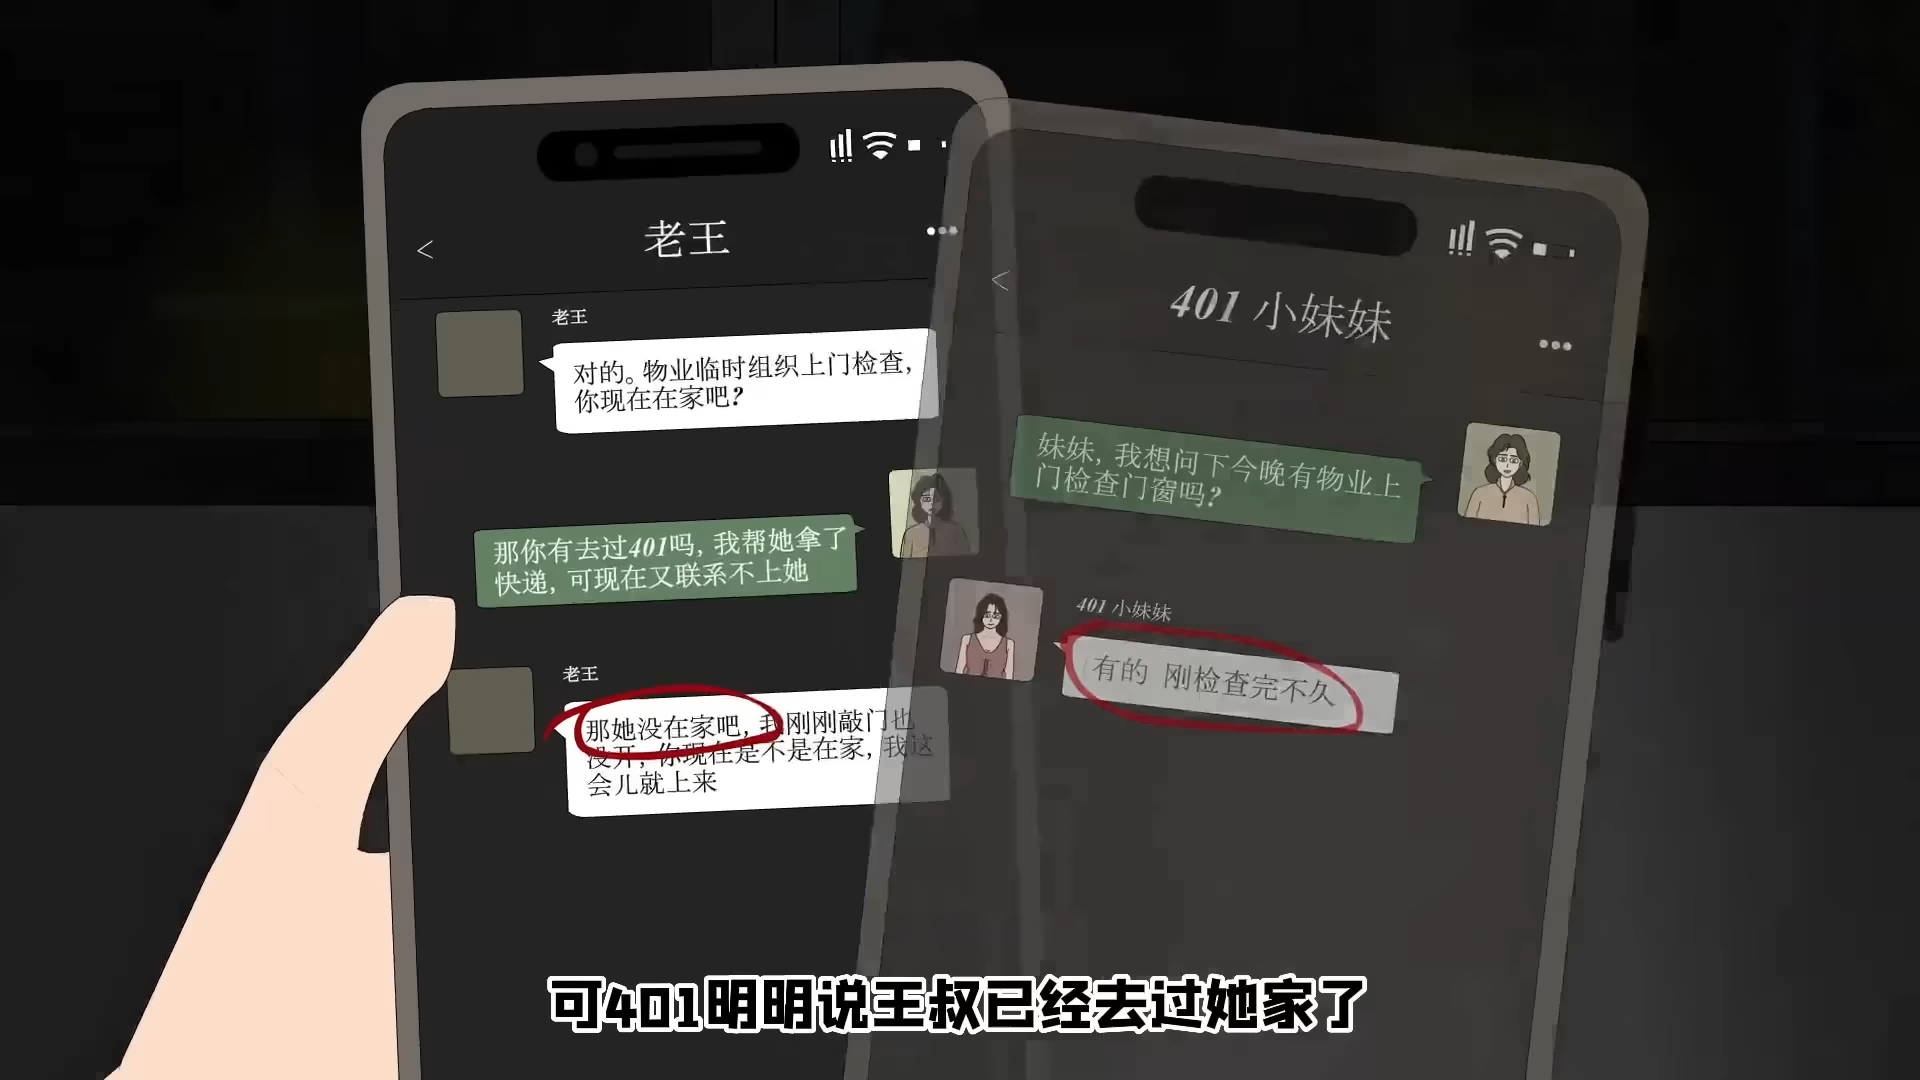 老王
老王
对的。物业临时组织上门检查,
你现在在家吧?
那你有去过401吗, 我帮她拿了
快递, 可现在又联系不上她
老王
那她没在家吧, 我刚刚敲门也
没开, 你现在是不是在家, 我这
会儿就上来
401 小妹妹
妹妹, 我想问下今晚有物业上
门检查门窗吗?
401 小妹妹
有的 刚检查完不久
可401明明说王叔已经去过她家了